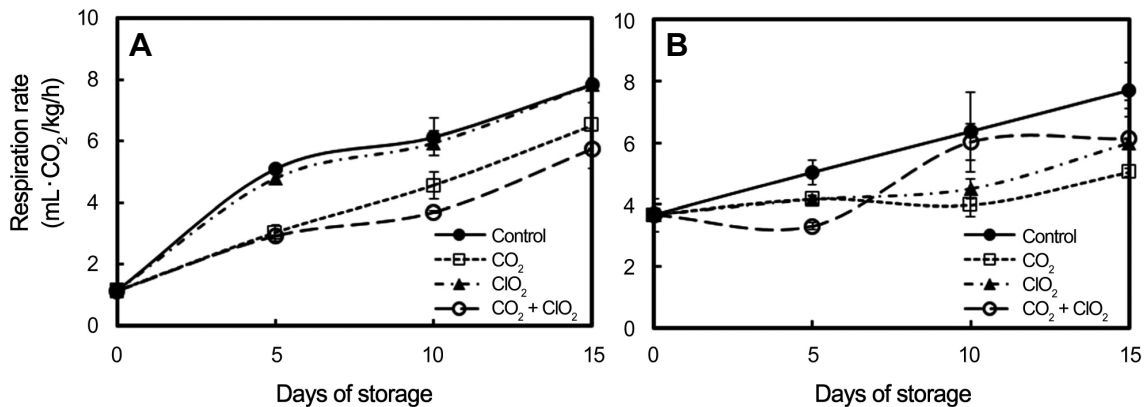 Respiration rate
(mL·CO₂/kg/h)
A
10
8
6
4
2
0
0 5 10 15
Days of storage
Control
CO₂
ClO₂
CO₂ + ClO₂
B
10
8
6
4
2
0
0 5 10 15
Days of storage
Control
CO₂
ClO₂
CO₂ + ClO₂